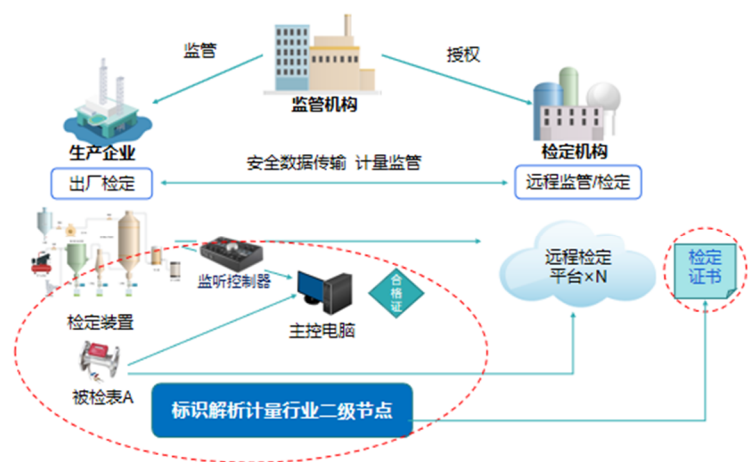 监管
授权
监管机构
生产企业
检定机构
出厂检定
安全数据传输 计量监管
远程监管/检定
监听控制器
远程检定
平台×N
检定
证书
合格证
检定装置
主控电脑
被检表A
标识解析计量行业二级节点